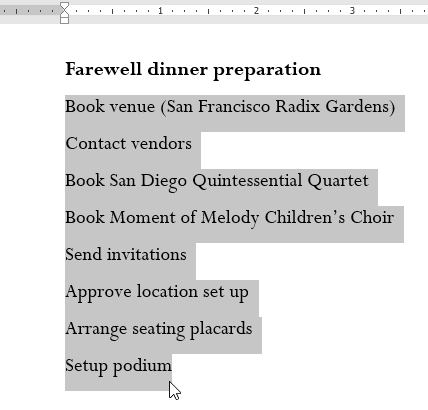 1 2 3
Farewell dinner preparation
Book venue (San Francisco Radix Gardens)
Contact vendors
Book San Diego Quintessential Quartet
Book Moment of Melody Children’s Choir
Send invitations
Approve location set up
Arrange seating placards
Setup podium